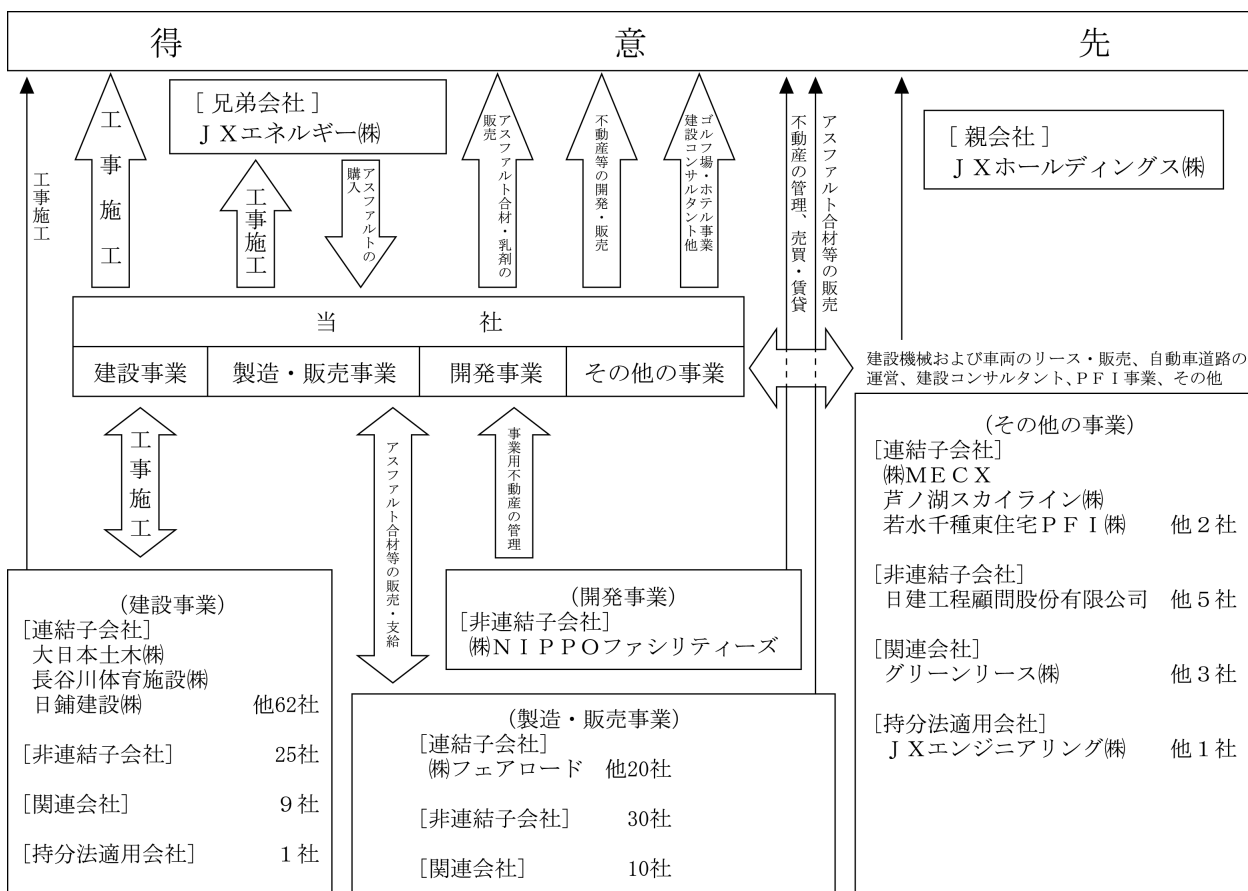 得意先
工事施工
工事施工
[兄弟会社]
ＪＸエネルギー㈱
工事施工
アスファルトの
購入
アスファルト合材・乳剤の
販売
不動産等の開発・販売
ゴルフ場・ホテル事業
建設コンサルタント他
不動産の管理、売買・賃貸
アスファルト合材等の販売
[親会社]
ＪＸホールディングス㈱
当社
建設事業
製造・販売事業
開発事業
その他の事業
工事施工
アスファルト合材等の販売・支給
事業用不動産の管理
建設機械および車両のリース・販売、自動車道路の
運営、建設コンサルタント、ＰＦＩ事業、その他
(建設事業)
[連結子会社]
大日本土木㈱
長谷川体育施設㈱
日鋪建設㈱ 他62社
[非連結子会社] 25社
[関連会社] ９社
[持分法適用会社] １社
(製造・販売事業)
[連結子会社]
㈱フェアロード 他20社
[非連結子会社] 30社
[関連会社] 10社
(開発事業)
[非連結子会社]
㈱ＮＩＰＰＯファシリティーズ
(その他の事業)
[連結子会社]
㈱ＭＥＣＸ
芦ノ湖スカイライン㈱
若水千種東住宅ＰＦＩ㈱ 他２社
[非連結子会社]
日建工程顧問股份有限公司 他５社
[関連会社]
グリーンリース㈱ 他３社
[持分法適用会社]
ＪＸエンジニアリング㈱ 他１社